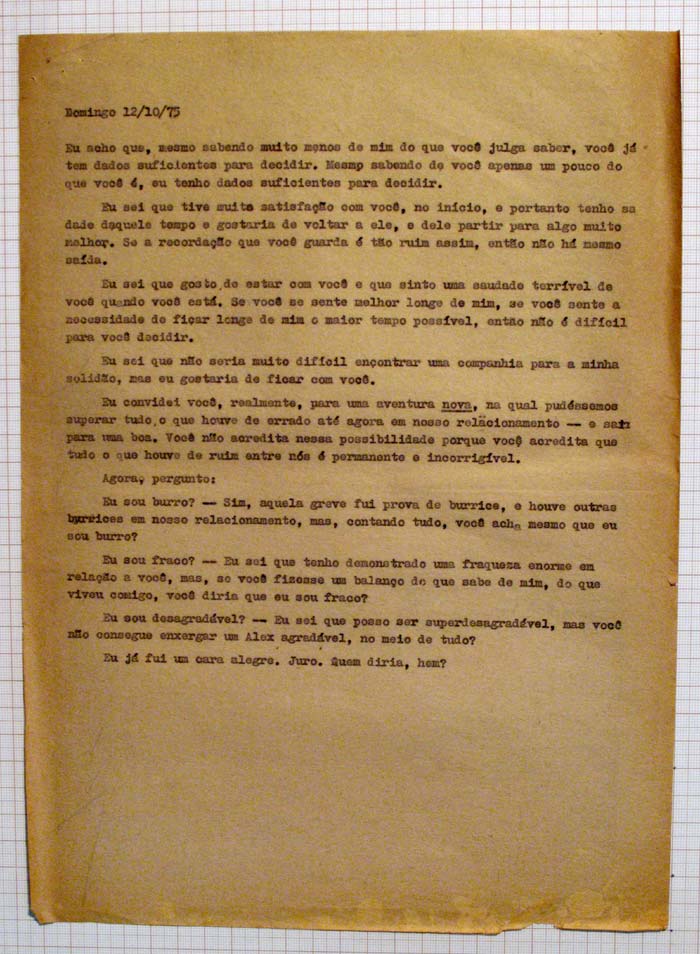 Domingo 12/10/75
Eu acho que, mesmo sabendo muito menos de mim do que você julga saber, você já
tem dados suficientes para decidir. Mesmo sabendo de você apenas um pouco do
que você é, eu tenho dados suficientes para decidir.
Eu sei que tive muita satisfação com você, no início, e portanto tenho sa
dade daquele tempo e gostaria de voltar a ele, e dele partir para algo muito
melhor. Se a recordação que você guarda é tão ruim assim, então não há mesmo
saída.
Eu sei que gosto de estar com você e que sinto uma saudade terrível de
você quando você está. Se você se sente melhor longe de mim, se você sente a
necessidade de ficar longe de mim o maior tempo possível, então não é difícil
para você decidir.
Eu sei que não seria muito difícil encontrar uma companhia para a minha
solidão, mas eu gostaria de ficar com você.
Eu convidei você, realmente, para uma aventura nova, na qual pudéssemos
superar tudo o que houve de errado até agora em nosso relacionamento — e sair
para uma boa. Você não acredita nessa possibilidade porque você acredita que
tudo o que houve de ruim entre nós é permanente e incorrigível.
Agora, pergunto:
Eu sou burro? — Sim, aquela greve fui prova de burrice, e houve outras
burrices em nosso relacionamento, mas, contando tudo, você acha mesmo que eu
sou burro?
Eu sou fraco? — Eu sei que tenho demonstrado uma fraqueza enorme em
relação a você, mas, se você fizesse um balanço do que sabe de mim, do que
viveu comigo, você diria que eu sou fraco?
Eu sou desagradável? — Eu sei que posso ser superdesagradável, mas você
não consegue enxergar um Alex agradável, no meio de tudo?
Eu já fui um cara alegre. Juro. Quem diria, hem?